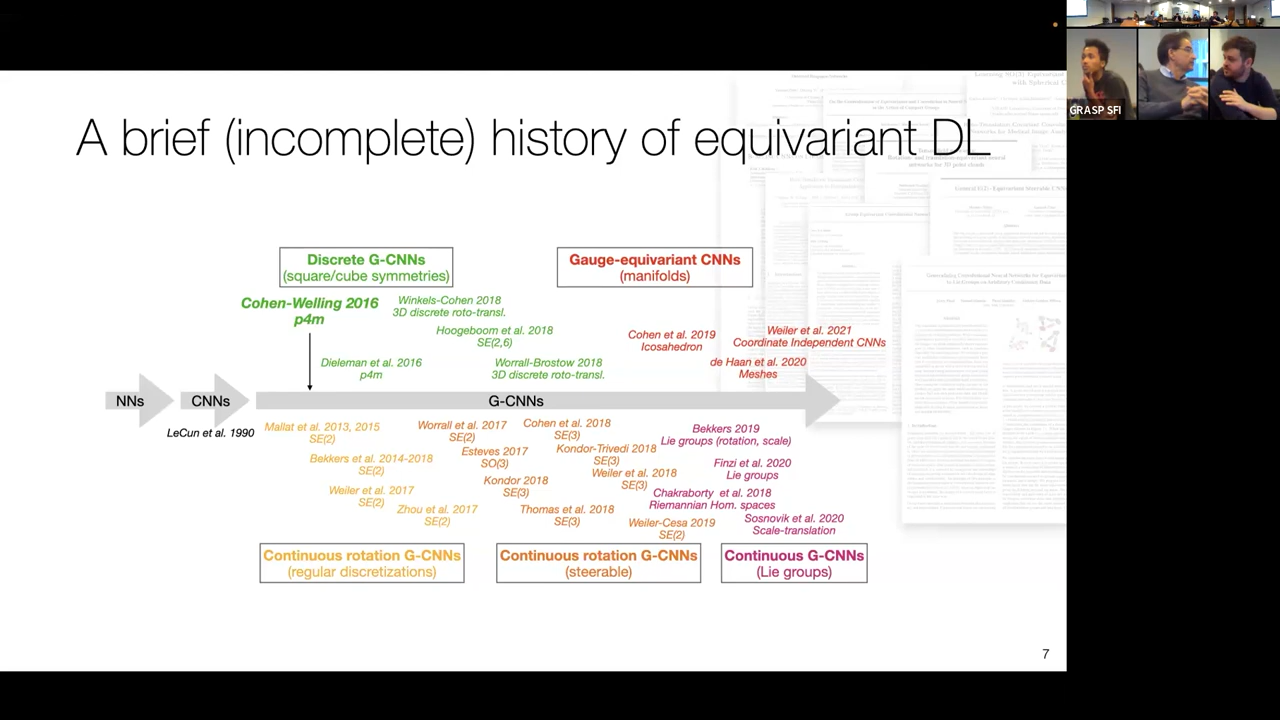 A brief (incomplete) history of equivariant DL
GRASP SFI
Discrete G-CNNs
(square/cube symmetries)
Gauge-equivariant CNNs
(manifolds)
Cohen-Welling 2016
p4m
Winkels-Cohen 2018
3D discrete roto-transl.
Hoogeboom et al. 2018
SE(2,6)
Cohen et al. 2019
Icosahedron
Weiler et al. 2021
Coordinate Independent CNNs
Dieleman et al. 2016
p4m
Worrall-Brostow 2018
3D discrete roto-transl.
de Haan et al. 2020
Meshes
NNs
CNNs
G-CNNs
LeCun et al. 1990
Mallat et al. 2013, 2015
SE(2)
Worrall et al. 2017
SE(2)
Cohen et al. 2018
SE(3)
Bekkers 2019
Lie groups (rotation, scale)
Bekkers et al. 2014-2018
SE(2)
Esteves 2017
SO(3)
Kondor-Trivedi 2018
SE(3)
Finzi et al. 2020
Lie groups
Weiler et al. 2017
SE(2)
Kondor 2018
SE(3)
Weiler et al. 2018
SE(3)
Chakraborty et al. 2018
Riemannian Hom. spaces
Zhou et al. 2017
SE(2)
Thomas et al. 2018
SE(3)
Weiler-Cesa 2019
SE(2)
Sosnovik et al. 2020
Scale-translation
Continuous rotation G-CNNs
(regular discretizations)
Continuous rotation G-CNNs
(steerable)
Continuous G-CNNs
(Lie groups)
7